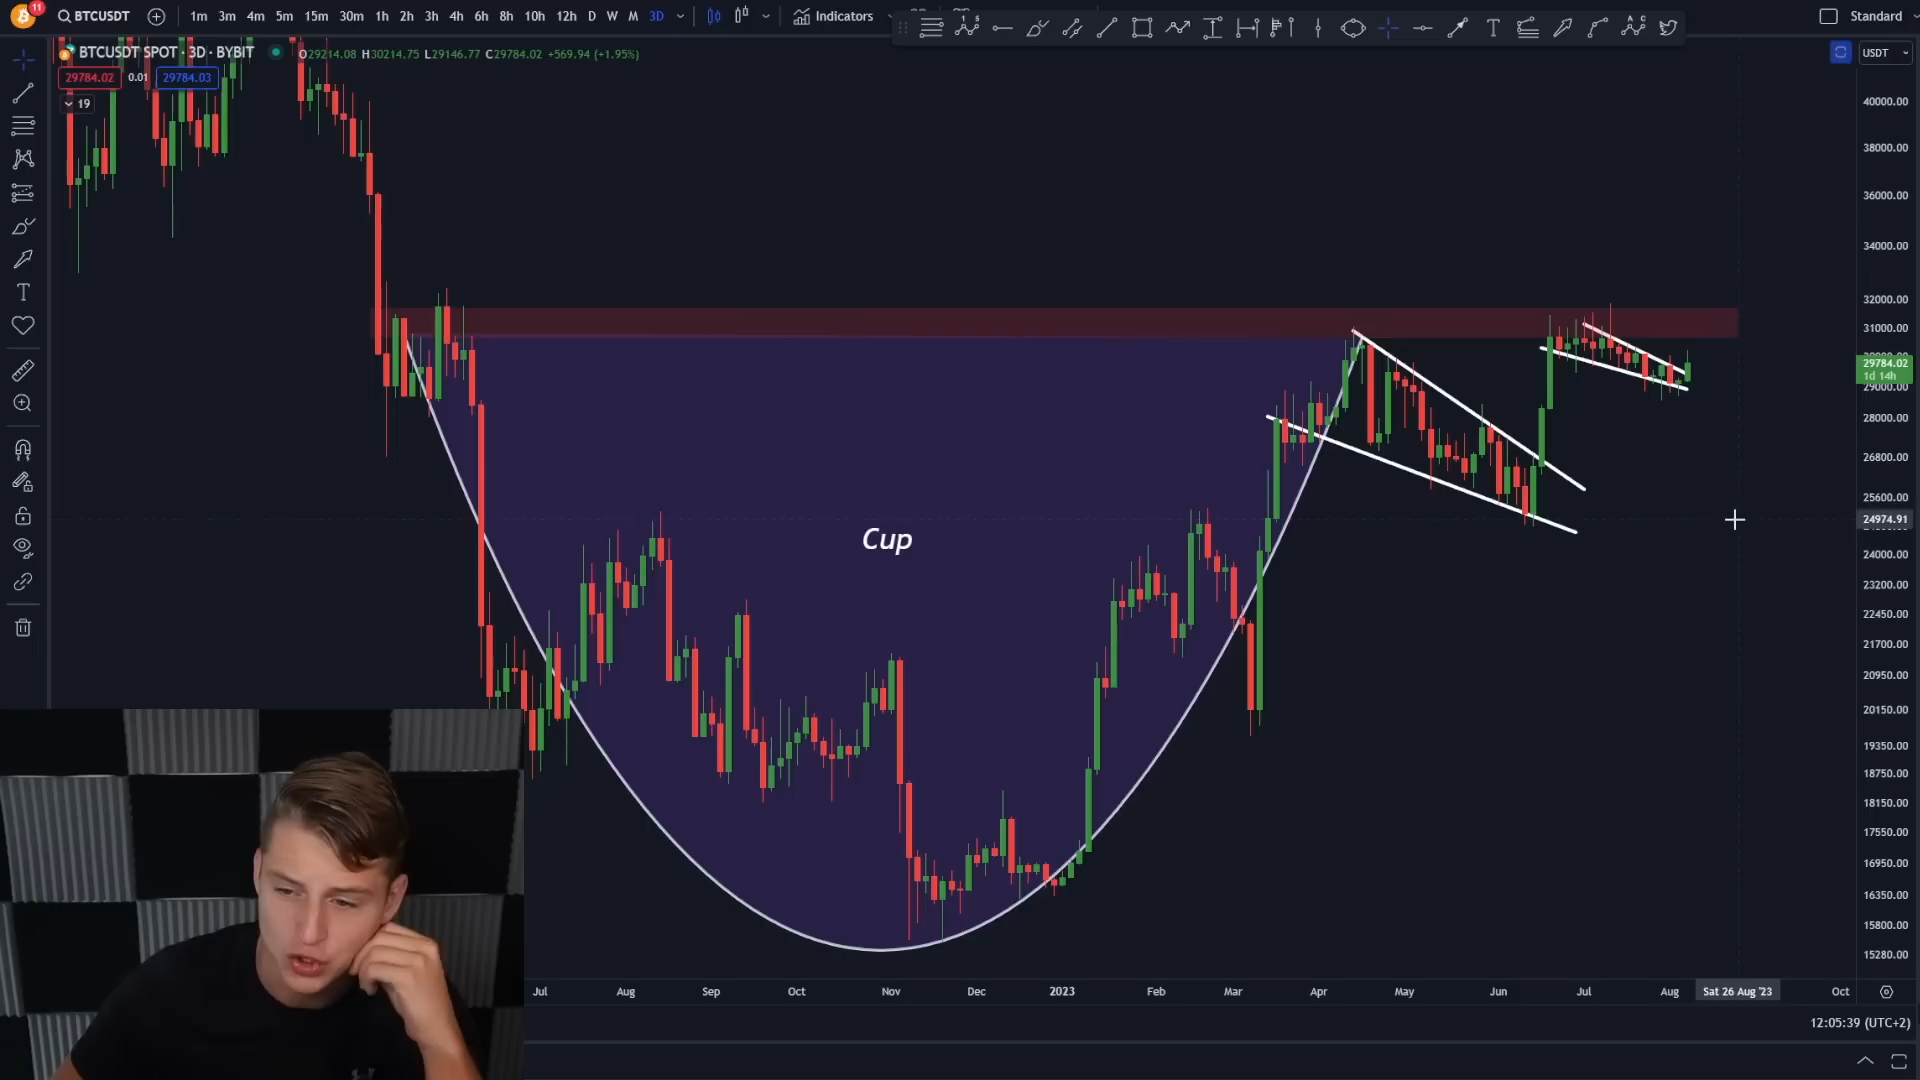 11
BTCUSDT
1m 3m 4m 5m 15m 30m 1h 2h 3h 4h 6h 8h 10h 12h D W M 3D
Indicators
Standard
BTCUSDT SPOT · 3D · BYBIT
O29214.08 H30214.75 L29146.77 C29784.02 +569.94 (+1.95%)
USDT
29784.02 0.01 29784.03
19
40000.00
38000.00
36000.00
34000.00
32000.00
31000.00
29784.02
1d 14h
29000.00
28000.00
26800.00
25600.00
24974.91
24000.00
23200.00
22450.00
21700.00
20950.00
20150.00
19350.00
18750.00
18150.00
17550.00
16950.00
16350.00
15800.00
15280.00
Cup
Jul Aug Sep Oct Nov Dec 2023 Feb Mar Apr May Jun Jul Aug Sat 26 Aug '23 Oct
12:05:39 (UTC+2)